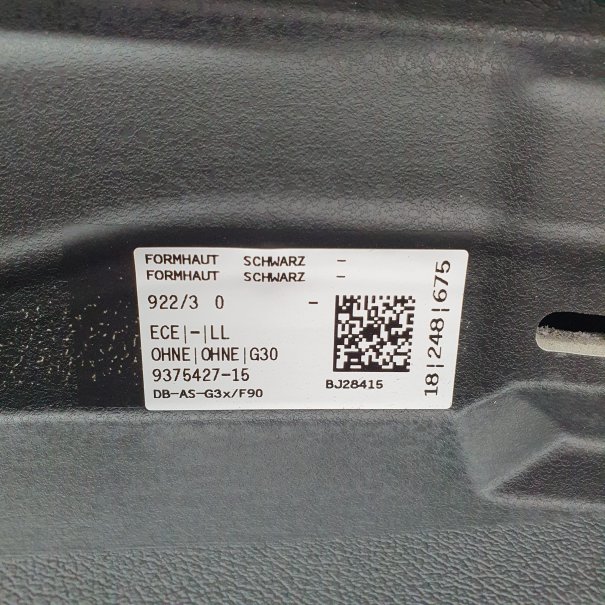 FORMHAUT SCHWARZ -
FORMHAUT SCHWARZ -
922/3 0 -
ECE|-|LL
OHNE|OHNE|G30
9375427-15
DB-AS-G3x/F90
BJ28415
18|248|675